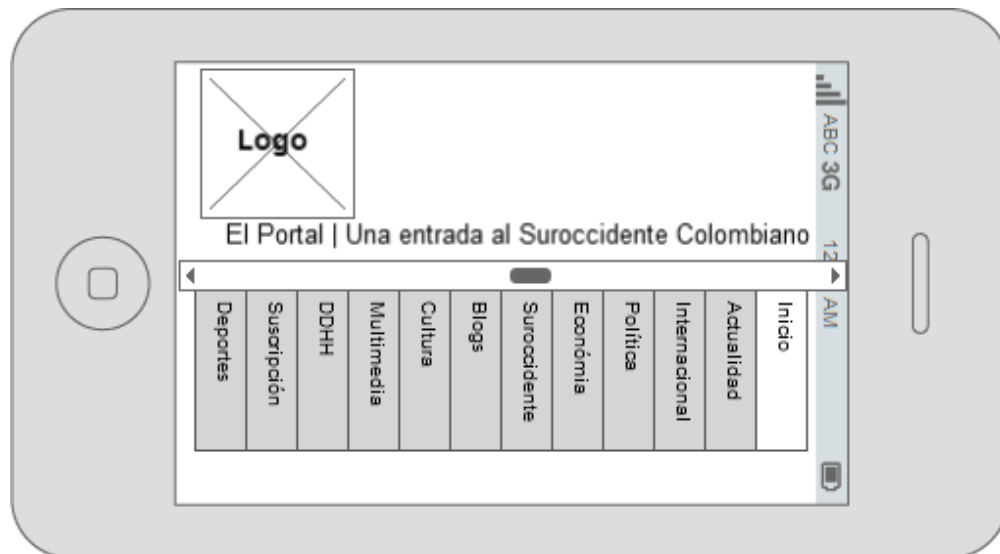 Logo
El Portal | Una entrada al Suroccidente Colombiano
ABC 3G 12 AM
Inicio
Actualidad
Internacional
Política
Económia
Suroccidente
Blogs
Cultura
Multimedia
DDHH
Suscripción
Deportes